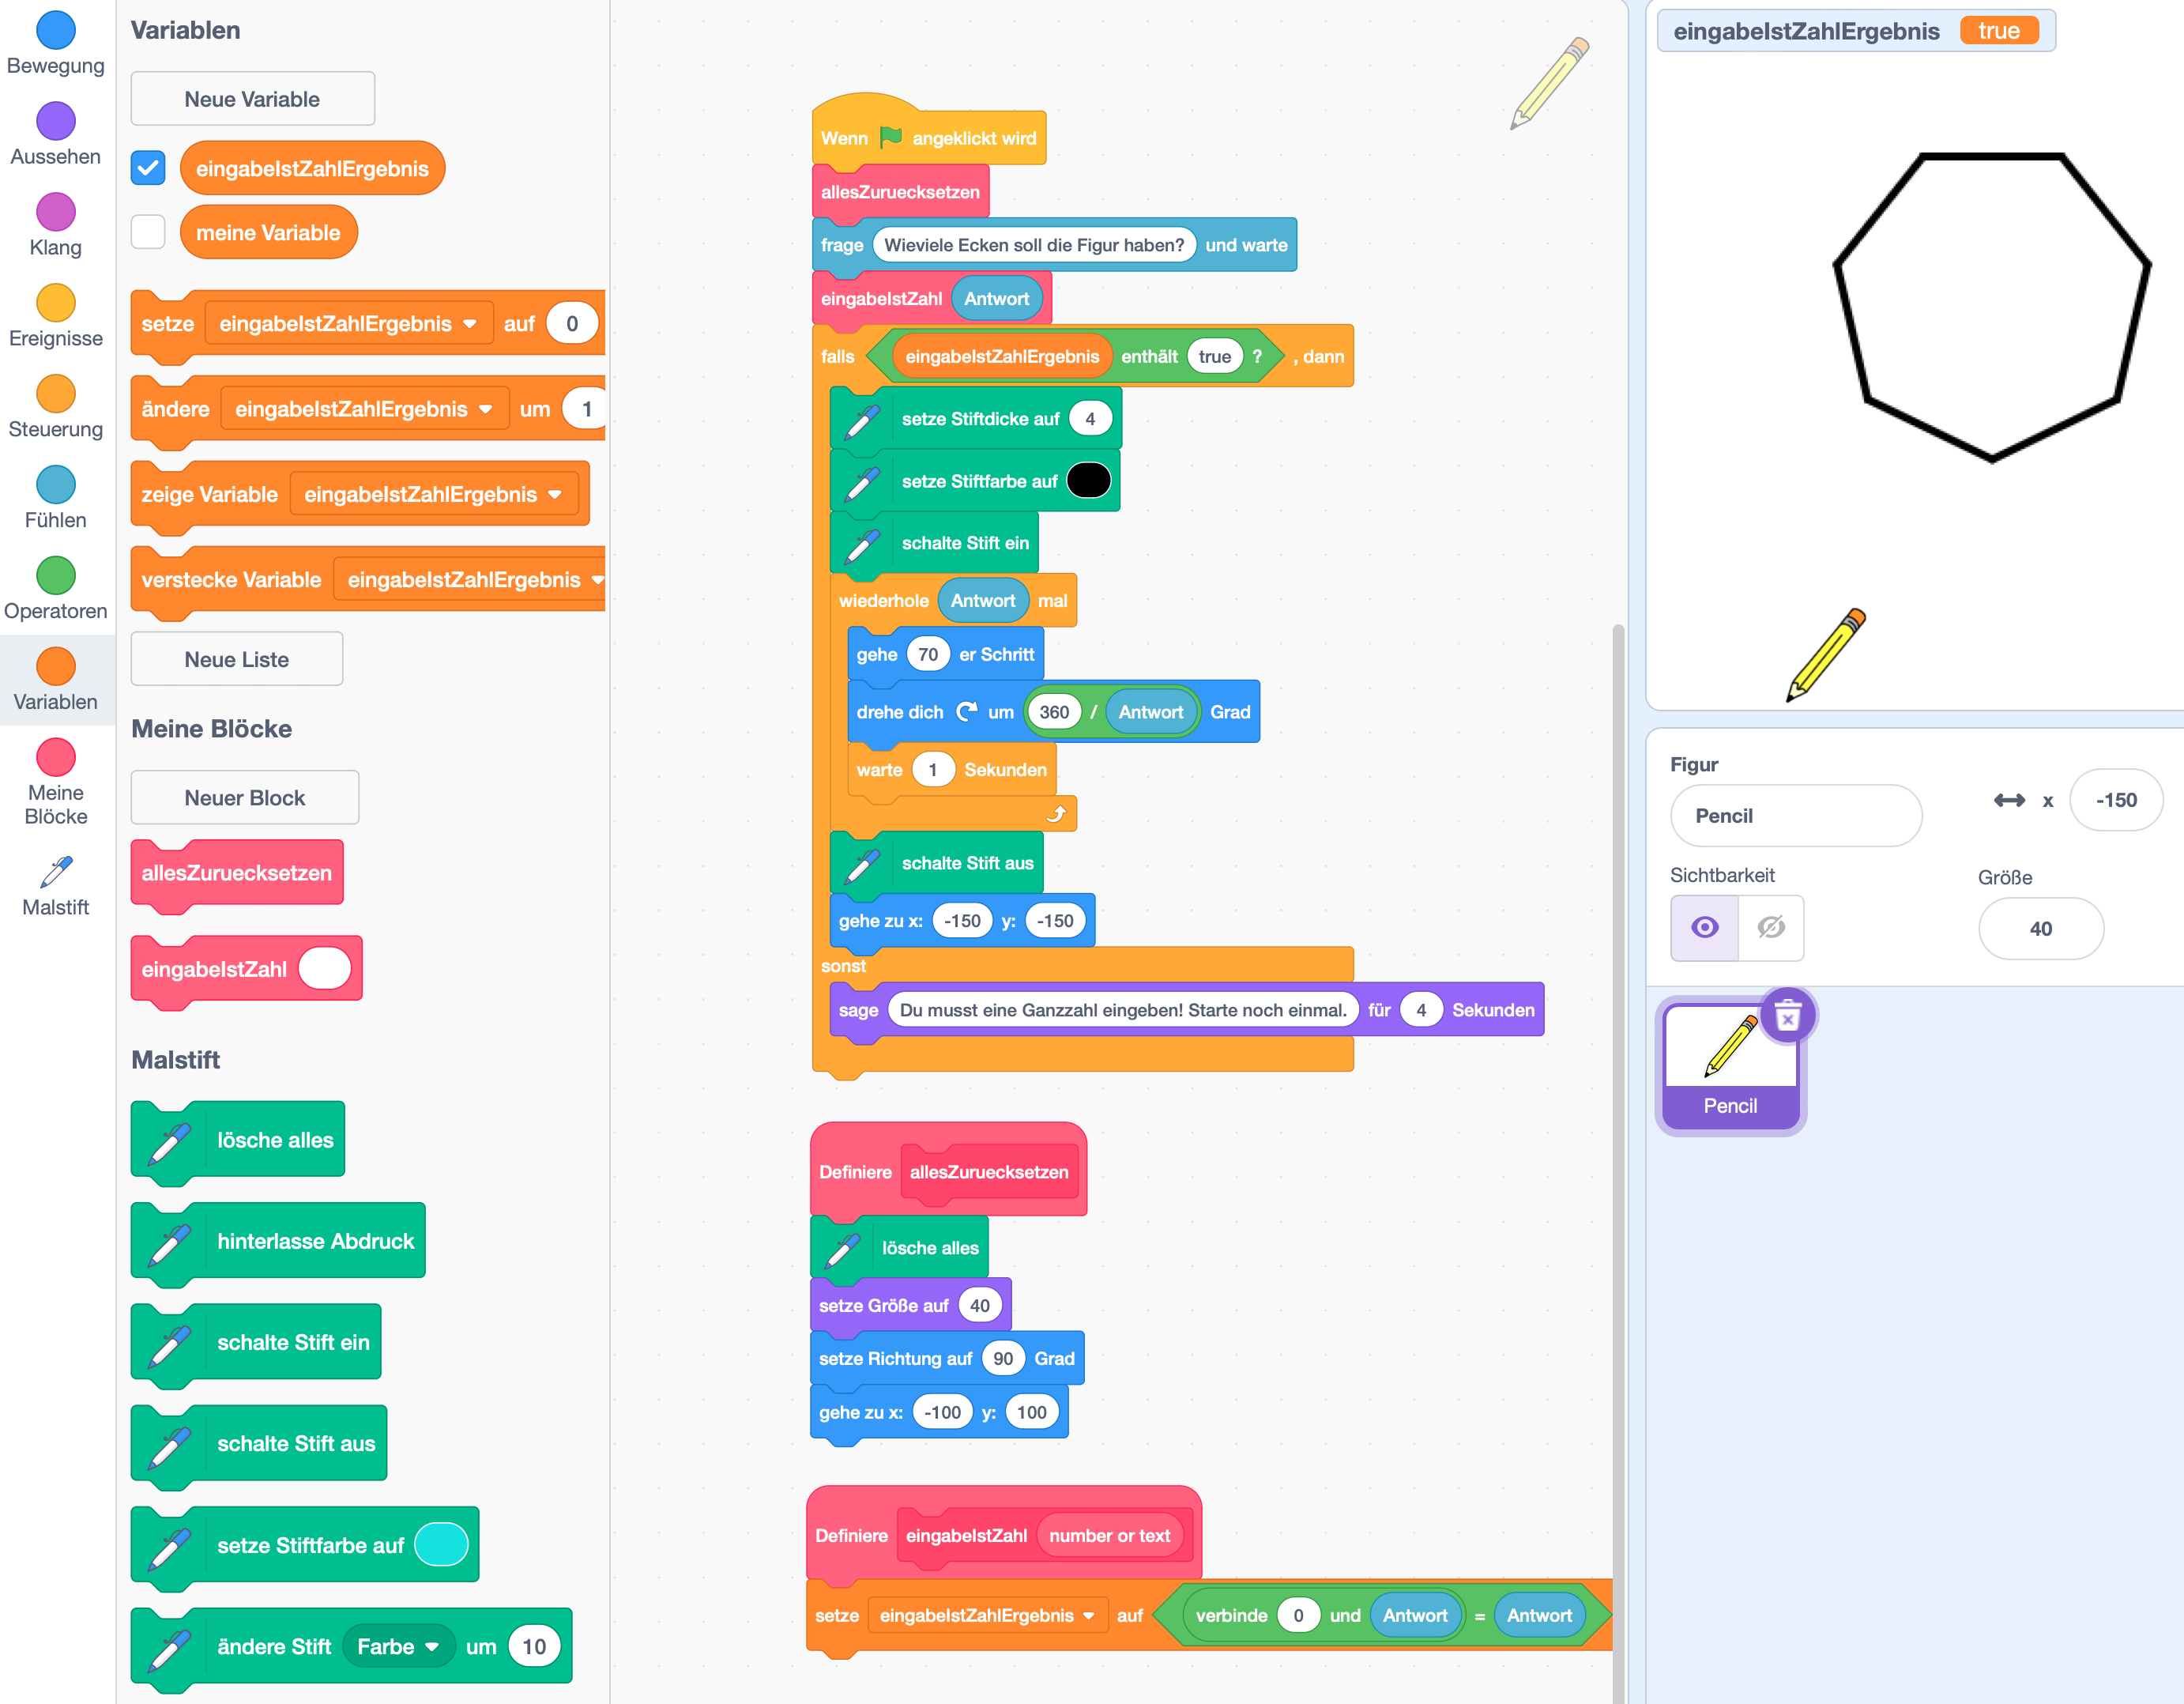 Bewegung
Aussehen
Klang
Ereignisse
Steuerung
Fühlen
Operatoren
Variablen
Meine
Blöcke
Malstift
Variablen
Neue Variable
eingabeIstZahlErgebnis
meine Variable
setze eingabeIstZahlErgebnis auf 0
ändere eingabeIstZahlErgebnis um 1
zeige Variable eingabeIstZahlErgebnis
verstecke Variable eingabeIstZahlErgebnis
Neue Liste
Meine Blöcke
Neuer Block
allesZuruecksetzen
eingabeIstZahl
Malstift
lösche alles
hinterlasse Abdruck
schalte Stift ein
schalte Stift aus
setze Stiftfarbe auf
ändere Stift Farbe um 10
Wenn angeklickt wird
allesZuruecksetzen
frage Wieviele Ecken soll die Figur haben? und warte
eingabeIstZahl Antwort
falls eingabeIstZahlErgebnis enthält true ? , dann
setze Stiftdicke auf 4
setze Stiftfarbe auf
schalte Stift ein
wiederhole Antwort mal
gehe 70 er Schritt
drehe dich um 360 / Antwort Grad
warte 1 Sekunden
schalte Stift aus
gehe zu x: -150 y: -150
sonst
sage Du musst eine Ganzzahl eingeben! Starte noch einmal. für 4 Sekunden
Definiere allesZuruecksetzen
lösche alles
setze Größe auf 40
setze Richtung auf 90 Grad
gehe zu x: -100 y: 100
Definiere eingabeIstZahl number or text
setze eingabeIstZahlErgebnis auf verbinde 0 und Antwort = Antwort
eingabeIstZahlErgebnis true
Figur
Pencil x -150
Sichtbarkeit Größe
40
Pencil